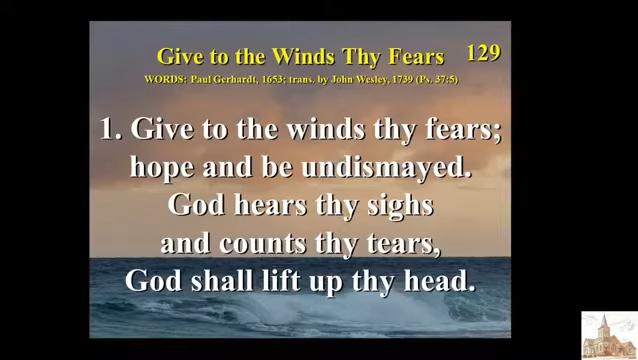 Give to the Winds Thy Fears 129
WORDS: Paul Gerhardt, 1653; trans. by John Wesley, 1739 (Ps. 37:5)
1. Give to the winds thy fears;
hope and be undismayed.
God hears thy sighs
and counts thy tears,
God shall lift up thy head.